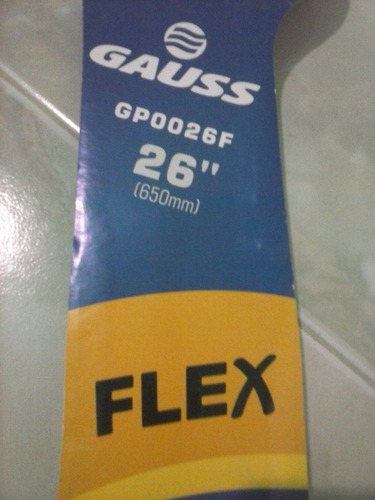 GAUSS
GP0026F
26"
(650mm)
FLEX